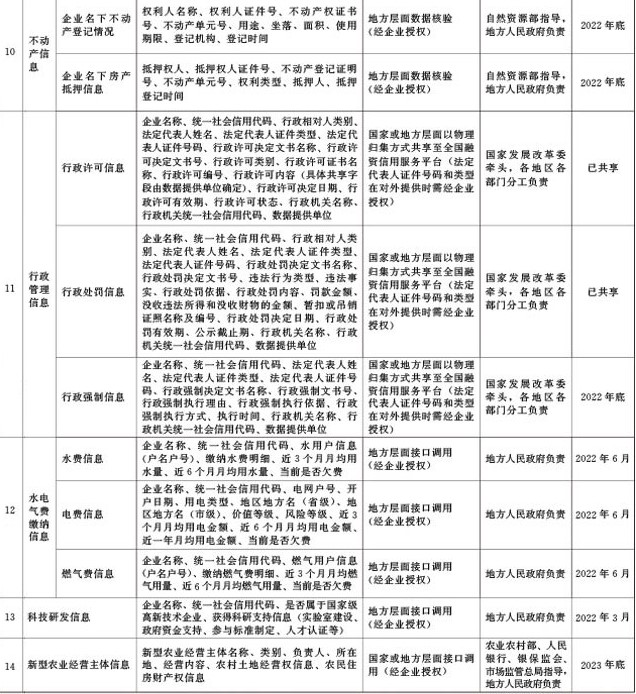 10
不动产信息
企业名下不动产登记情况
权利人名称、权利人证件号、不动产权证书
号、不动产单元号、用途、坐落、面积、使用
期限、登记机构、登记时间
地方层面数据核验
（经企业授权）
自然资源部指导，
地方人民政府负责
2022年底
企业名下房产抵押信息
抵押权人、抵押权人证件号、不动产登记证明
号、不动产单元号、权利类型、抵押人、抵押
登记时间
地方层面数据核验
（经企业授权）
自然资源部指导，
地方人民政府负责
2022年底
11
行政管理信息
行政许可信息
企业名称、统一社会信用代码、行政相对人类别、
法定代表人姓名、法定代表人证件类型、法定代
表人证件号码、行政许可决定文书名称、行政许
可决定文书号、行政许可类别、行政许可证书名
称、行政许可编号、行政许可内容（具体共享字
段由数据提供单位确定）、行政许可决定日期、行
政许可有效期、行政许可状态、行政机关名称、
行政机关统一社会信用代码、数据提供单位
国家或地方层面以物理
归集方式共享至全国融
资信用服务平台（法定
代表人证件号码和类型
在对外提供时需经企业
授权）
国家发展改革委
牵头，各地区各
部门分工负责
已共享
行政处罚信息
企业名称、统一社会信用代码、行政相对人类
别、法定代表人姓名、法定代表人证件类型、
法定代表人证件号码、行政处罚决定文书名称、
行政处罚决定文书号、违法行为类型、违法事
实、行政处罚依据、行政处罚内容、罚款金额、
没收违法所得和没收财物的金额、暂扣或吊销
证照名称及编号、行政处罚决定日期、行政处
罚有效期、公示截止期、行政机关名称、行政
机关统一社会信用代码、数据提供单位
国家或地方层面以物理
归集方式共享至全国融
资信用服务平台（法定
代表人证件号码和类型
在对外提供时需经企业
授权）
国家发展改革委
牵头，各地区各
部门分工负责
已共享
行政强制信息
企业名称、统一社会信用代码、法定代表人姓
名、法定代表人证件类型、法定代表人证件号
码、行政强制决定文书名称、行政强制文书号、
行政强制执行理由、行政强制执行依据、行政
强制执行方式、执行时间、行政机关名称、行
政机关统一社会信用代码、数据提供单位
国家或地方层面以物理
归集方式共享至全国融
资信用服务平台（法定
代表人证件号码和类型
在对外提供时需经企业
授权）
国家发展改革委
牵头，各地区各
部门分工负责
2022年底
12
水电气费缴纳信息
水费信息
企业名称、统一社会信用代码、水用户信息
（户名户号）、缴纳水费明细、近3个月月均用
水量、近6个月月均用水量、当前是否欠费
地方层面接口调用
（经企业授权）
地方人民政府负责
2022年6月
电费信息
企业名称、统一社会信用代码、电网户号、开
户日期、用电类型、地区地方名（省级）、地
区地方名（市级）、价值等级、风险等级、近3
个月月均用电金额、近6个月月均用电金额、
近一年月均用电金额、当前是否欠费
地方层面接口调用
（经企业授权）
地方人民政府负责
2022年6月
燃气费信息
企业名称、统一社会信用代码、燃气用户信息
（户名户号）、缴纳燃气费明细、近3个月月均燃
气用量、近6个月月均燃气用量、当前是否欠费
地方层面接口调用
（经企业授权）
地方人民政府负责
2022年6月
13
科技研发信息
企业名称、统一社会信用代码、是否属于国家级
高新技术企业、获得科研支持信息（实验室建设、
政府资金支持、参与标准制定、人才认证等）
地方层面接口调用
（经企业授权）
地方人民政府负责
2022年3月
14
新型农业经营主体信息
新型农业经营主体名称、类别、负责人、所在
地、经营内容、农村土地经营权信息、农民住
房财产权信息
国家或地方层面接口调用
（经企业授权）
农业农村部、人民
银行、银保监会、
市场监管总局指导，
地方人民政府负责
2023年底